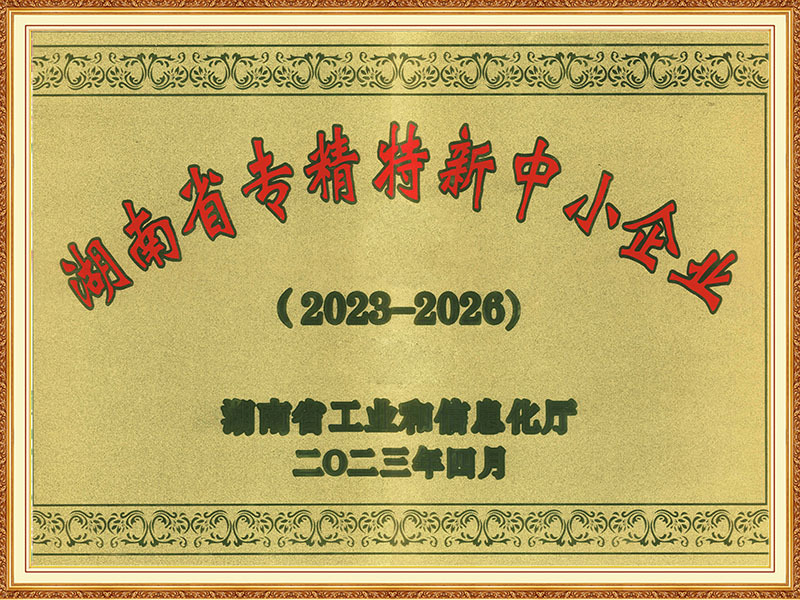 湖南省专精特新中小企业
（2023-2026）
湖南省工业和信息化厅
二〇二三年四月